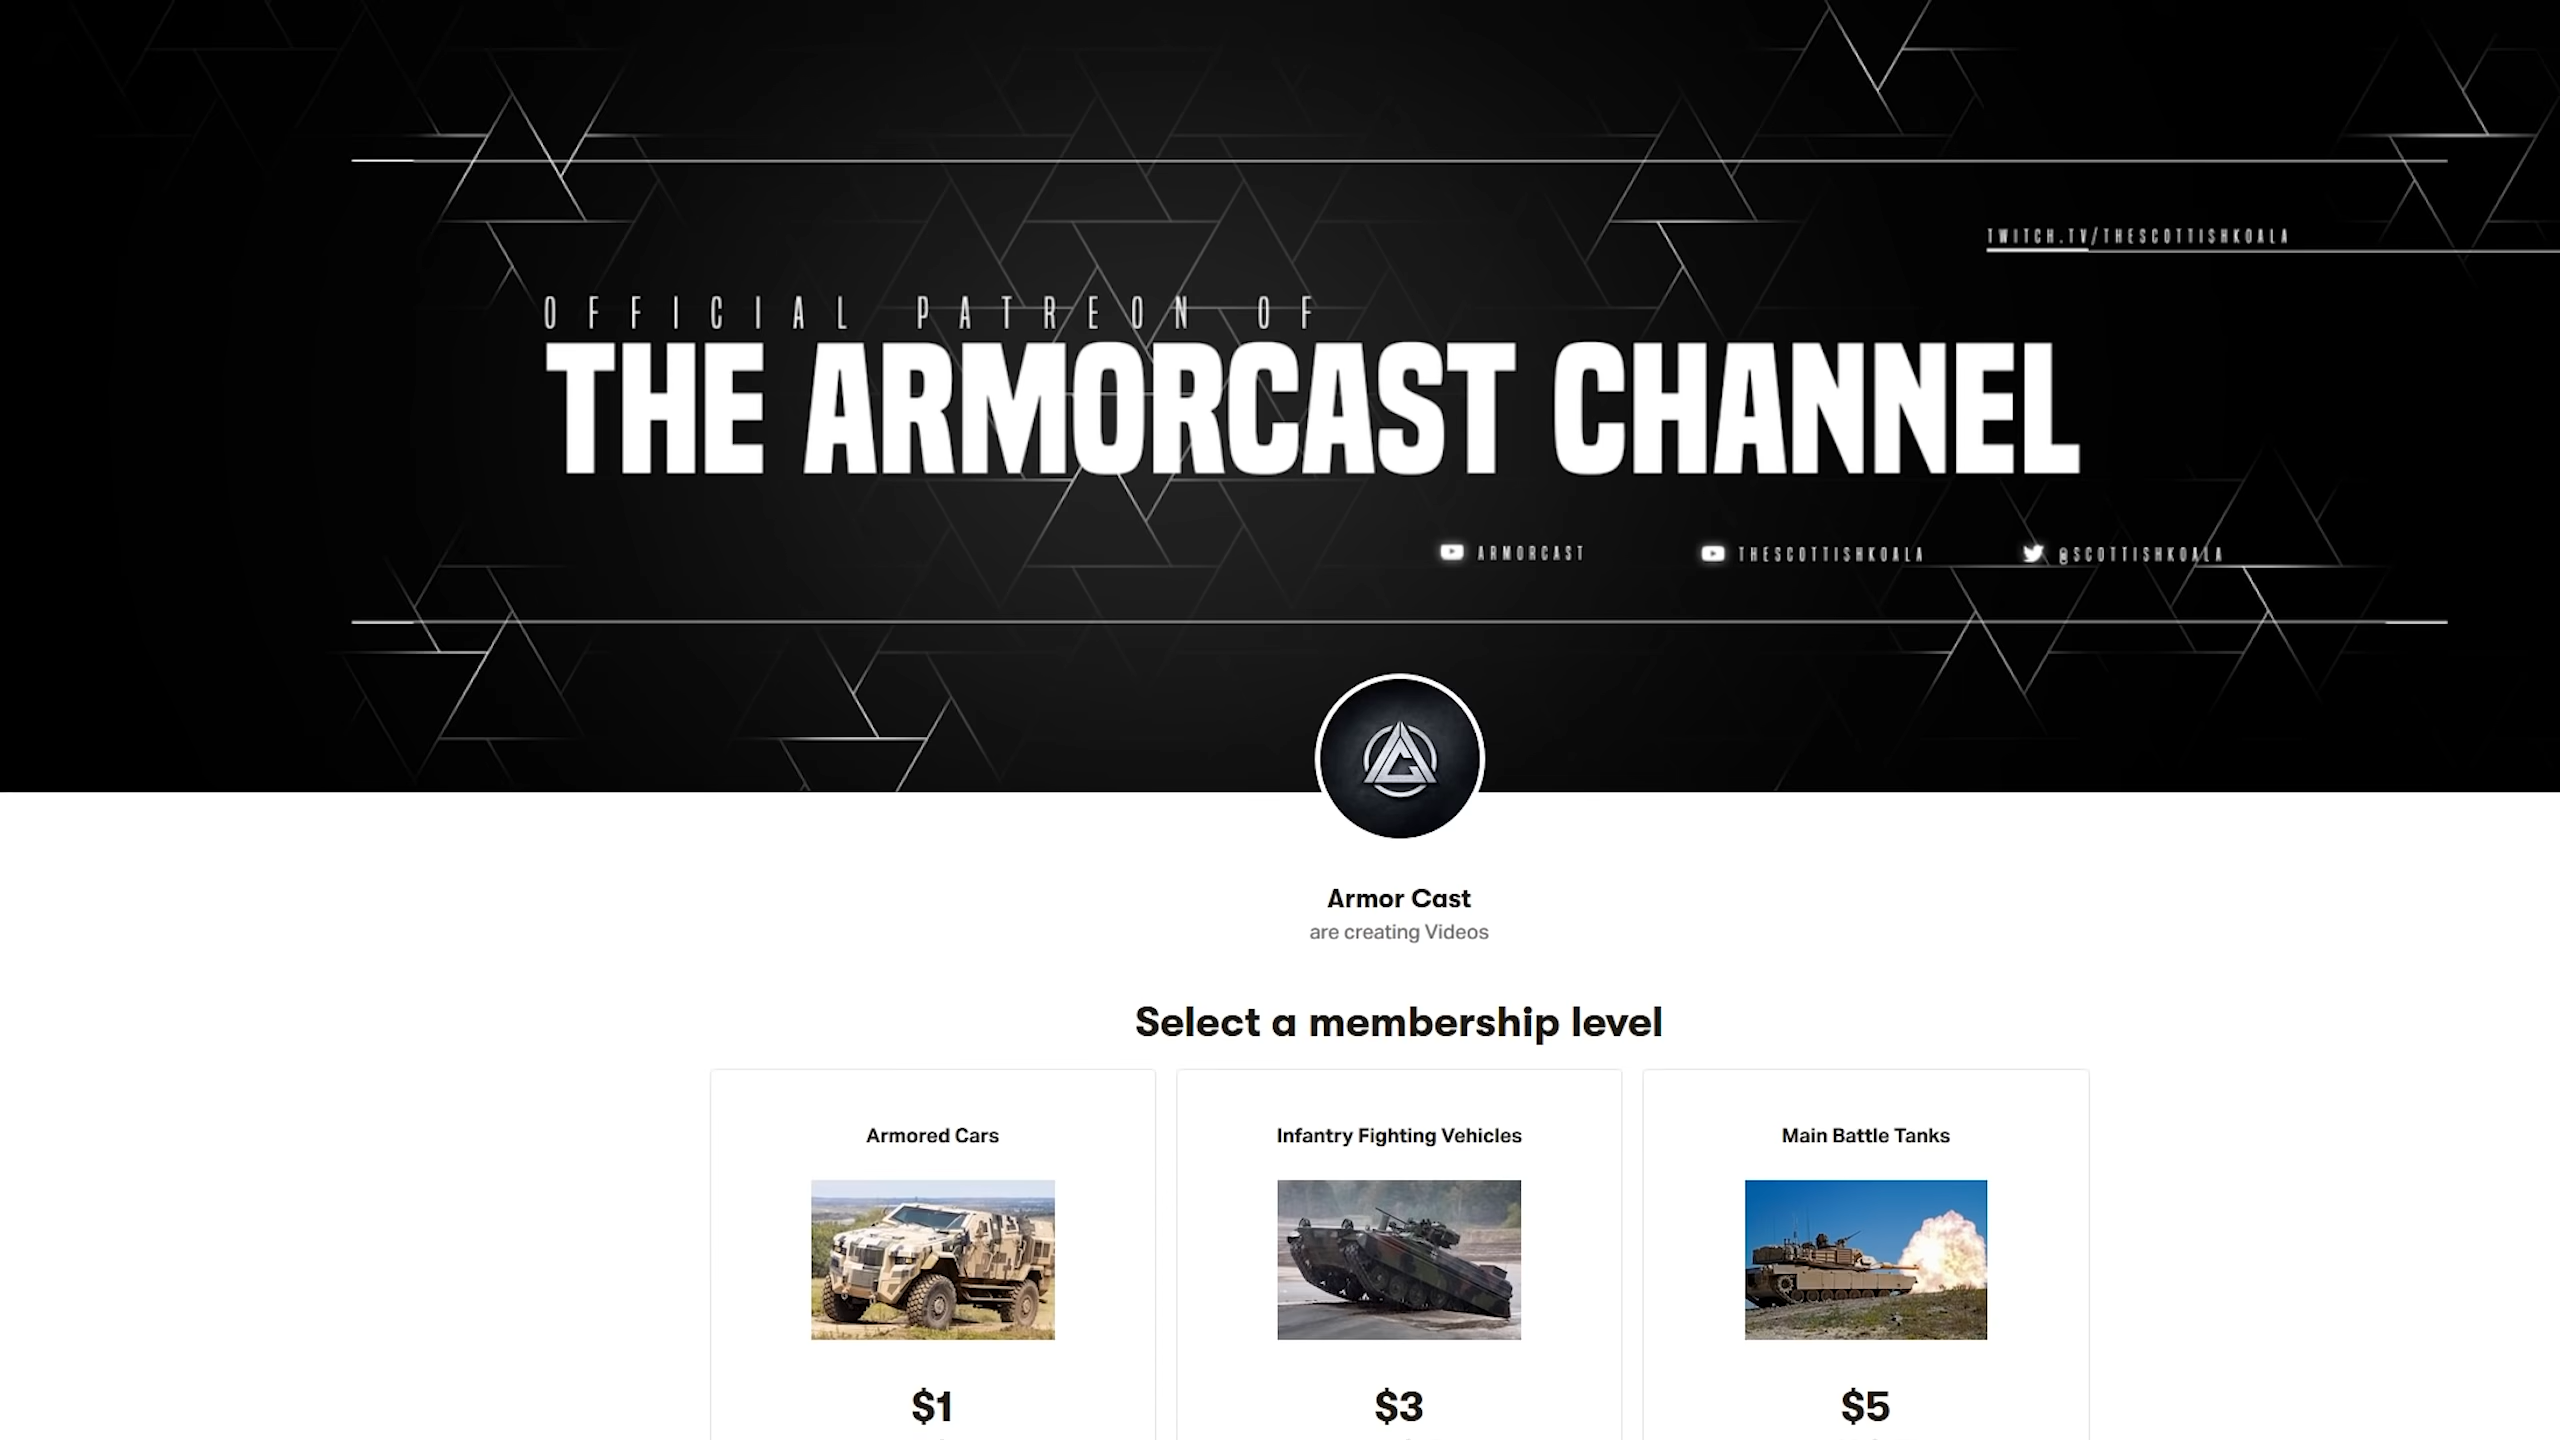 TWITCH.TV/THESCOTTISHKOALA
OFFICIAL PATREON OF
THE ARMORCAST CHANNEL
ARMORCAST
THESCOTTISHKOALA
@SCOTTISHKOALA
Armor Cast
are creating Videos
Select a membership level
Armored Cars
Infantry Fighting Vehicles
Main Battle Tanks
$1
$3
$5